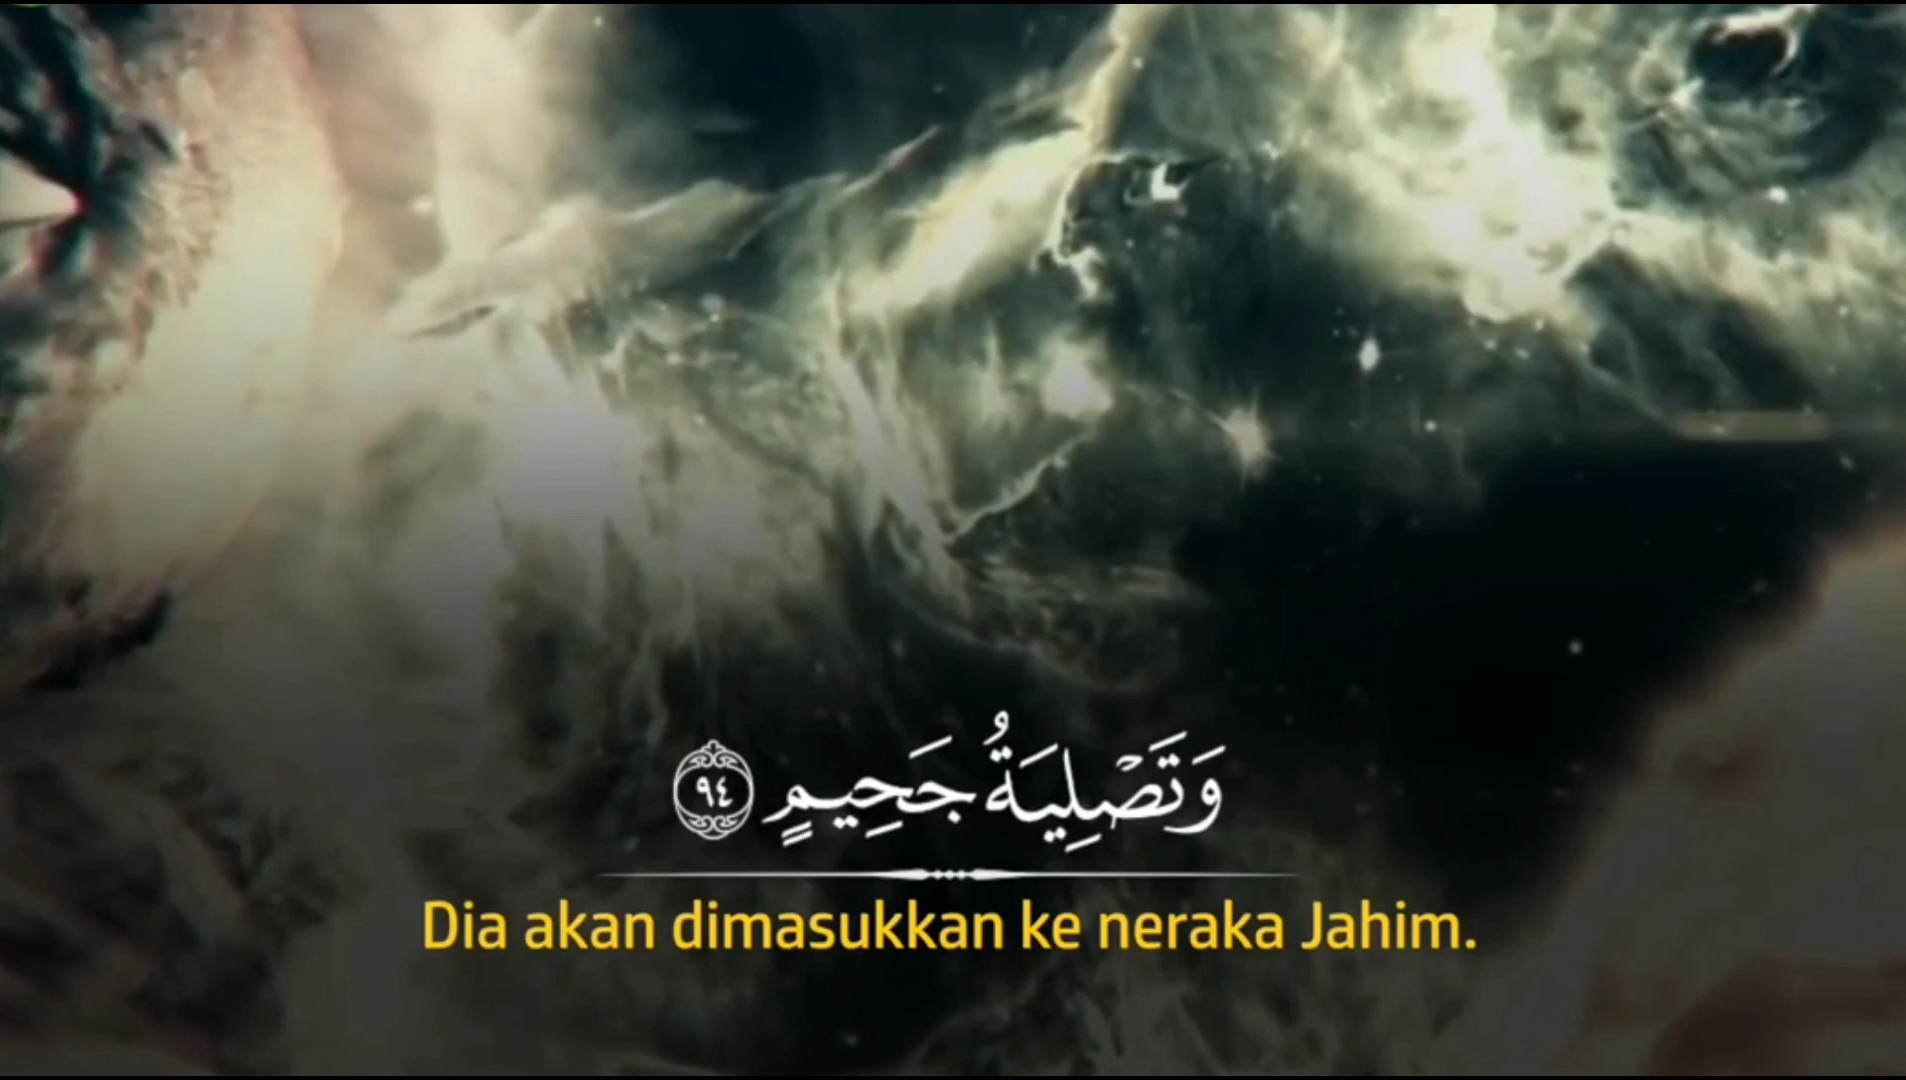 وَتَصْلِيَةُ جَحِيمٍ ٩٤
Dia akan dimasukkan ke neraka Jahim.